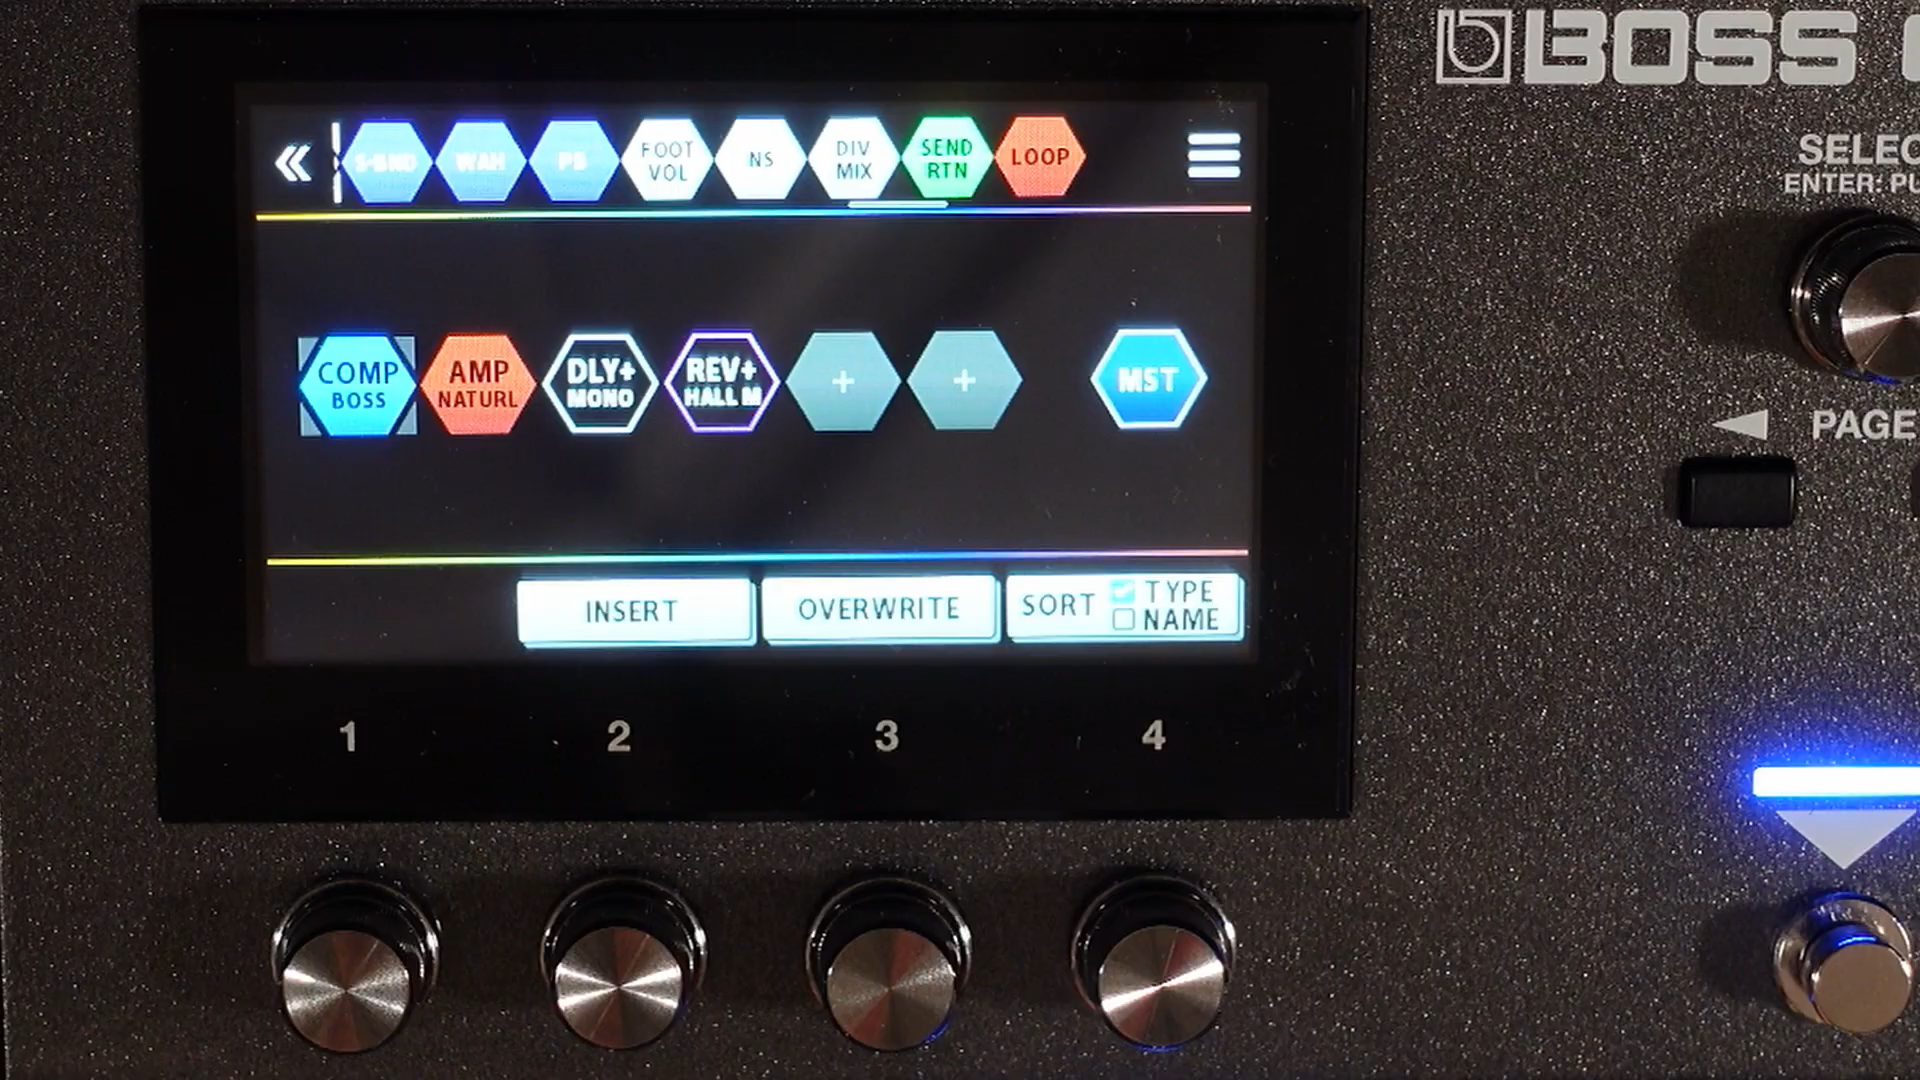 BOSS
« S-BND WAH PB FOOT VOL NS DIV MIX SEND RTN LOOP
SELEC
ENTER: PU
COMP BOSS
AMP NATURL
DLY+ MONO
REV+ HALL M
+
+
MST
PAGE
INSERT
OVERWRITE
SORT TYPE
NAME
1 2 3 4